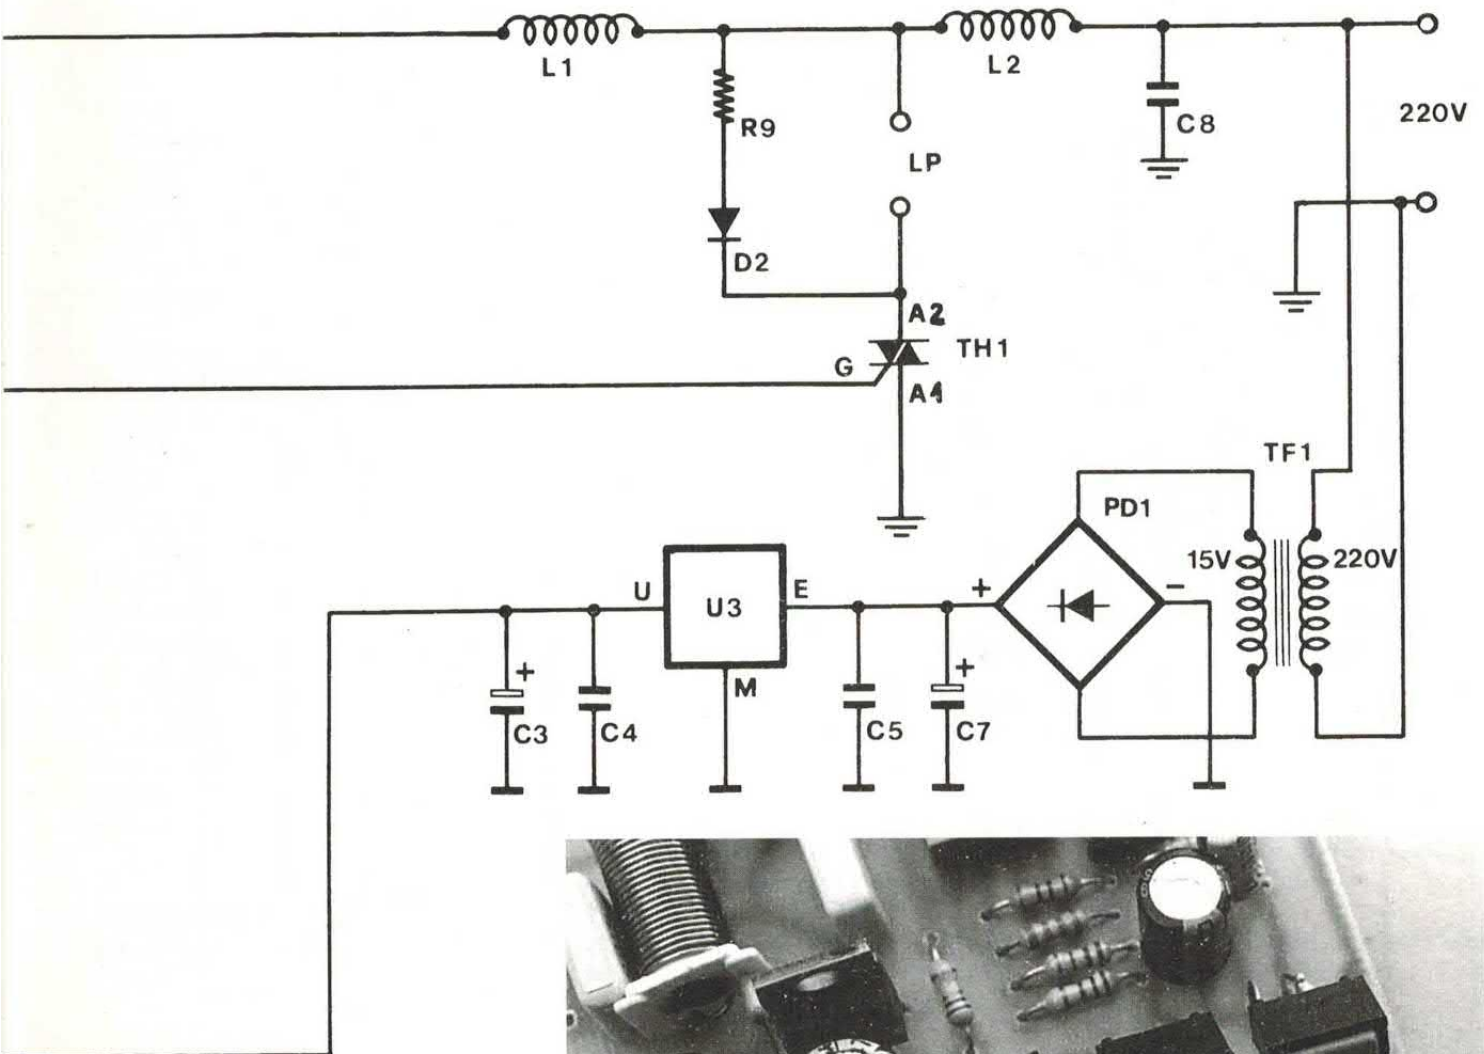 L1
L2
R9
C8
220V
LP
D2
A2
TH1
G
A1
TF1
PD1
15V
220V
U
U3
E
+
-
M
+
C3
C4
C5
+
C7